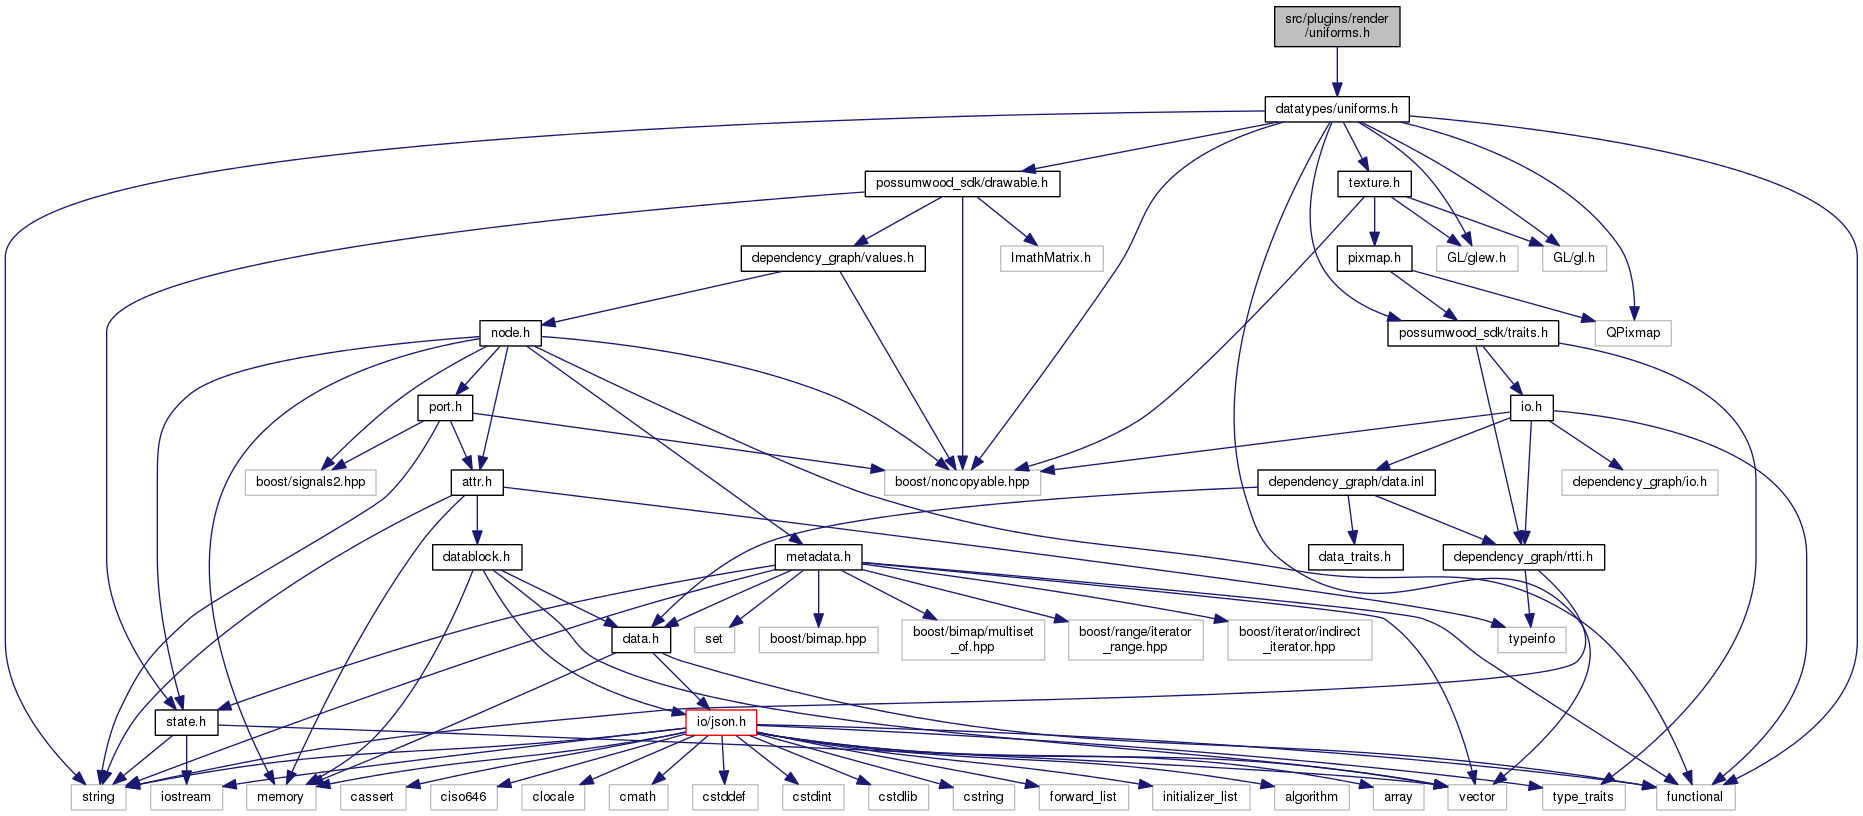 src/plugins/render
/uniforms.h
datatypes/uniforms.h
possumwood_sdk/drawable.h
texture.h
dependency_graph/values.h
ImathMatrix.h
pixmap.h
GL/glew.h
GL/gl.h
node.h
possumwood_sdk/traits.h
QPixmap
port.h
io.h
boost/signals2.hpp
attr.h
boost/noncopyable.hpp
dependency_graph/data.inl
dependency_graph/io.h
datablock.h
metadata.h
data_traits.h
dependency_graph/rtti.h
data.h
set
boost/bimap.hpp
boost/bimap/multiset
_of.hpp
boost/range/iterator
_range.hpp
boost/iterator/indirect
_iterator.hpp
typeinfo
state.h
io/json.h
string
iostream
memory
cassert
ciso646
clocale
cmath
cstddef
cstdint
cstdlib
cstring
forward_list
initializer_list
algorithm
array
vector
type_traits
functional